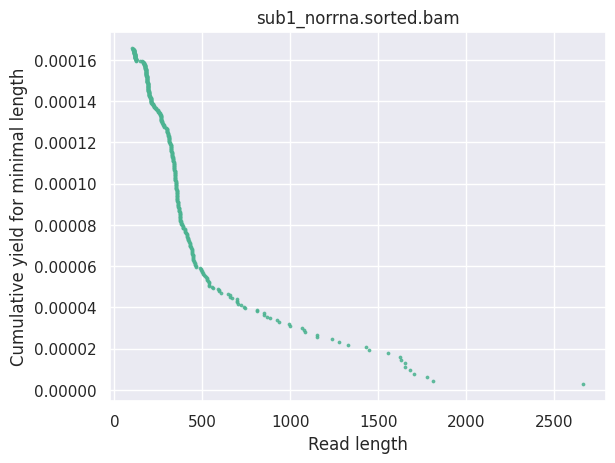 sub1_norrna.sorted.bam
Cumulative yield for minimal length
0.00016
0.00014
0.00012
0.00010
0.00008
0.00006
0.00004
0.00002
0.00000
0 500 1000 1500 2000 2500
Read length